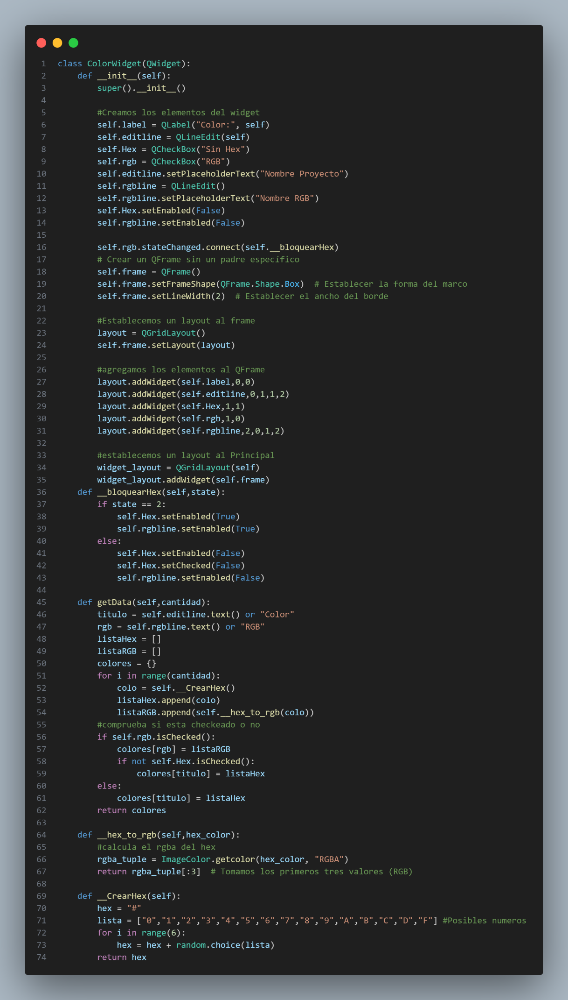 1 class ColorWidget(QWidget):
2     def __init__(self):
3         super().__init__()
4
5         #Creamos los elementos del widget
6         self.label = QLabel("Color:", self)
7         self.editline = QLineEdit(self)
8         self.Hex = QCheckBox("Sin Hex")
9         self.rgb = QCheckBox("RGB")
10         self.editline.setPlaceholderText("Nombre Proyecto")
11         self.rgbline = QLineEdit()
12         self.rgbline.setPlaceholderText("Nombre RGB")
13         self.Hex.setEnabled(False)
14         self.rgbline.setEnabled(False)
15
16         self.rgb.stateChanged.connect(self.__bloquearHex)
17         # Crear un QFrame sin un padre específico
18         self.frame = QFrame()
19         self.frame.setFrameShape(QFrame.Shape.Box)  # Establecer la forma del marco
20         self.frame.setLineWidth(2)  # Establecer el ancho del borde
21
22         #Establecemos un layout al frame
23         layout = QGridLayout()
24         self.frame.setLayout(layout)
25
26         #agregamos los elementos al QFrame
27         layout.addWidget(self.label,0,0)
28         layout.addWidget(self.editline,0,1,1,2)
29         layout.addWidget(self.Hex,1,1)
30         layout.addWidget(self.rgb,1,0)
31         layout.addWidget(self.rgbline,2,0,1,2)
32
33         #establecemos un layout al Principal
34         widget_layout = QGridLayout(self)
35         widget_layout.addWidget(self.frame)
36     def __bloquearHex(self,state):
37         if state == 2:
38             self.Hex.setEnabled(True)
39             self.rgbline.setEnabled(True)
40         else:
41             self.Hex.setEnabled(False)
42             self.Hex.setChecked(False)
43             self.rgbline.setEnabled(False)
44
45     def getData(self,cantidad):
46         titulo = self.editline.text() or "Color"
47         rgb = self.rgbline.text() or "RGB"
48         listaHex = []
49         listaRGB = []
50         colores = {}
51         for i in range(cantidad):
52             colo = self.__CrearHex()
53             listaHex.append(colo)
54             listaRGB.append(self.__hex_to_rgb(colo))
55         #comprueba si esta checkeado o no
56         if self.rgb.isChecked():
57             colores[rgb] = listaRGB
58             if not self.Hex.isChecked():
59                 colores[titulo] = listaHex
60         else:
61             colores[titulo] = listaHex
62         return colores
63
64     def __hex_to_rgb(self,hex_color):
65         #calcula el rgba del hex
66         rgba_tuple = ImageColor.getcolor(hex_color, "RGBA")
67         return rgba_tuple[:3]  # Tomamos los primeros tres valores (RGB)
68
69     def __CrearHex(self):
70         hex = "#"
71         lista = ["0","1","2","3","4","5","6","7","8","9","A","B","C","D","F"] #Posibles numeros
72         for i in range(6):
73             hex = hex + random.choice(lista)
74         return hex